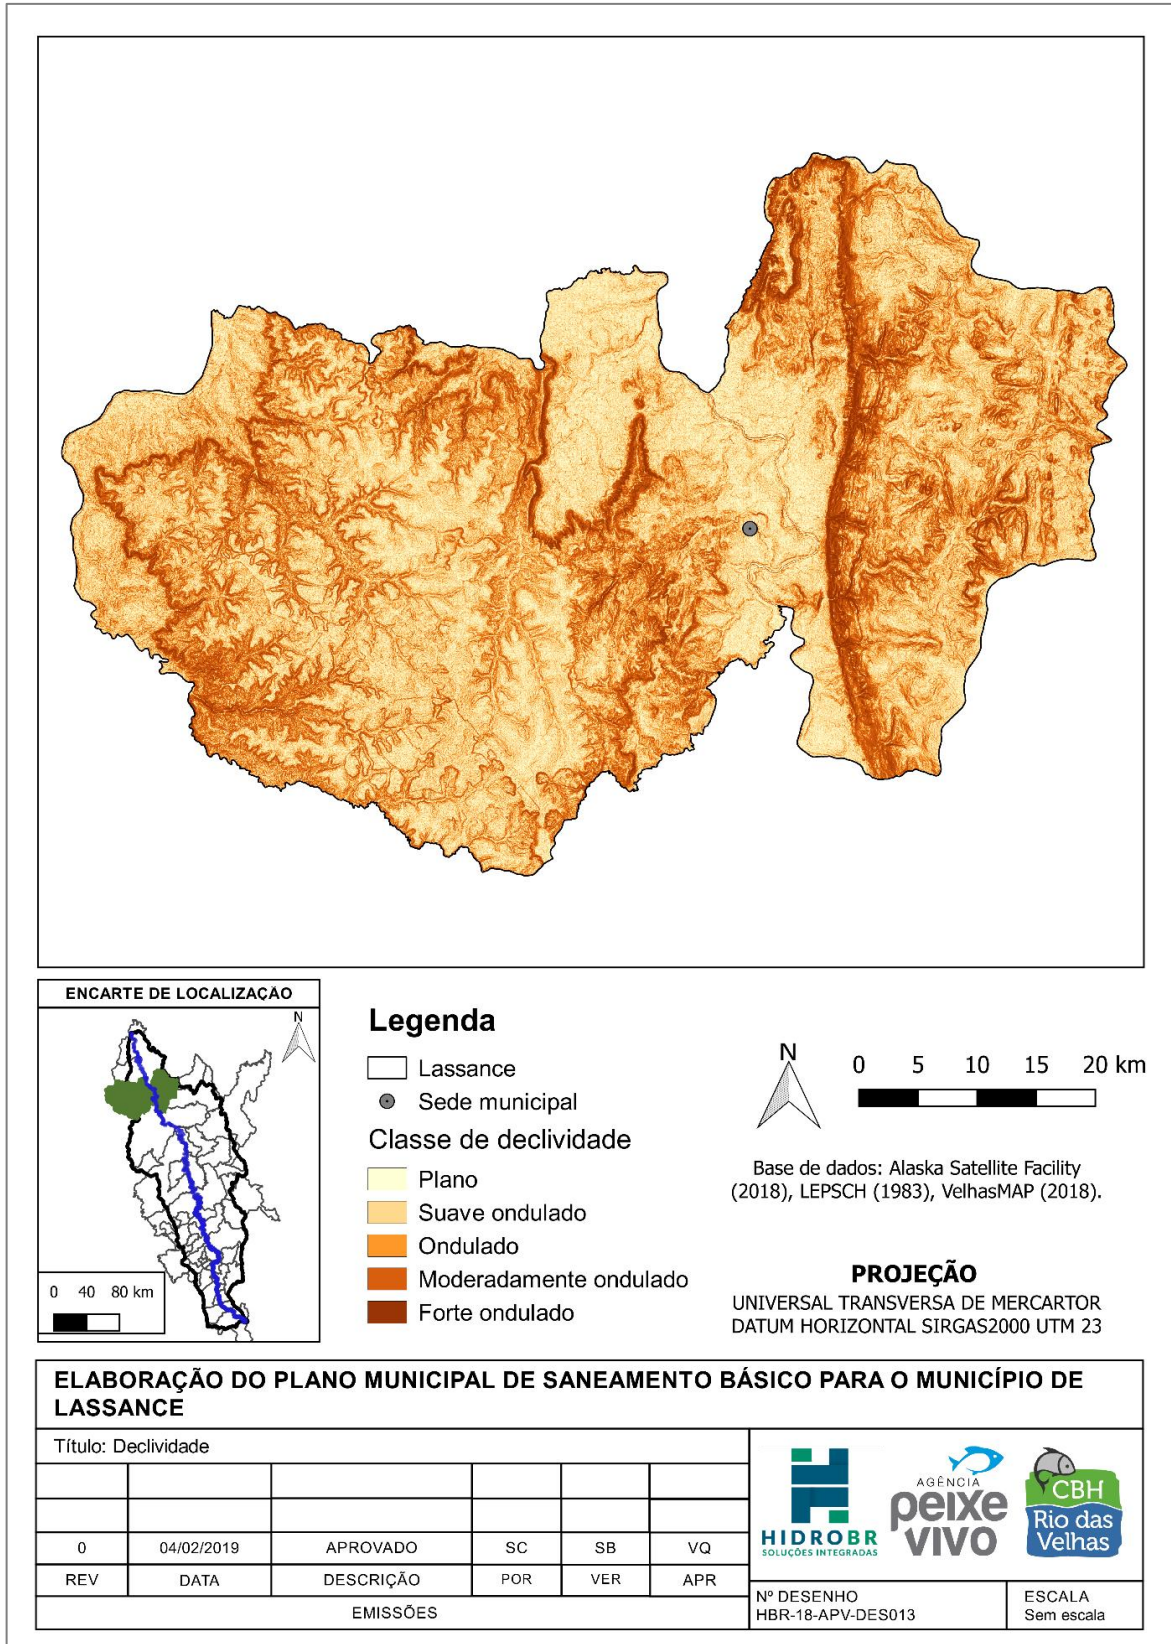 ENCARTE DE LOCALIZAÇÃO
N
0 40 80 km
Legenda
Lassance
Sede municipal
Classe de declividade
Plano
Suave ondulado
Ondulado
Moderadamente ondulado
Forte ondulado
N
0 5 10 15 20 km
Base de dados: Alaska Satellite Facility
(2018), LEPSCH (1983), VelhasMAP (2018).
PROJEÇÃO
UNIVERSAL TRANSVERSA DE MERCARTOR
DATUM HORIZONTAL SIRGAS2000 UTM 23
ELABORAÇÃO DO PLANO MUNICIPAL DE SANEAMENTO BÁSICO PARA O MUNICÍPIO DE
LASSANCE
Título: Declividade
0 04/02/2019 APROVADO SC SB VQ
REV DATA DESCRIÇÃO POR VER APR
EMISSÕES
HIDROBR
SOLUÇÕES INTEGRADAS
AGÊNCIA
peixe
vivo
CBH
Rio das
Velhas
Nº DESENHO
HBR-18-APV-DES013
ESCALA
Sem escala